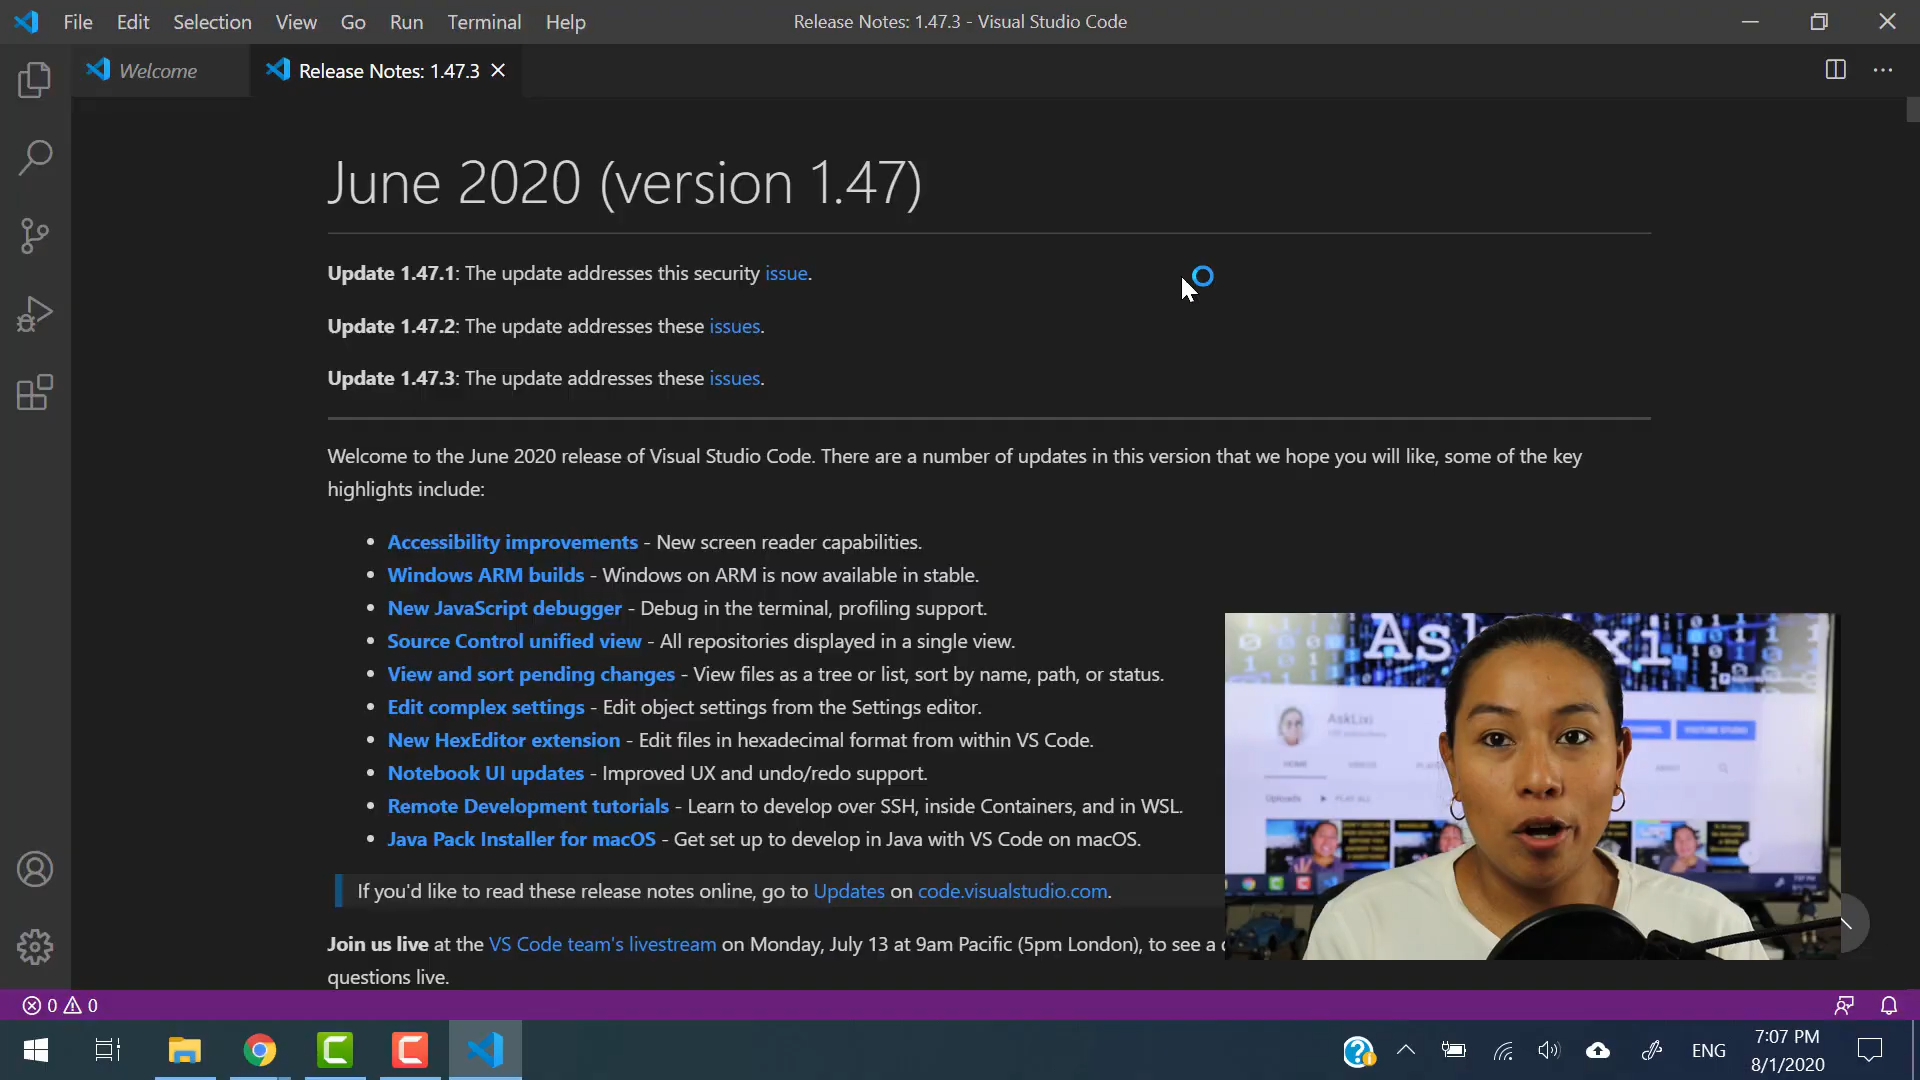 File Edit Selection View Go Run Terminal Help Release Notes: 1.47.3 - Visual Studio Code
Welcome Release Notes: 1.47.3
June 2020 (version 1.47)
Update 1.47.1: The update addresses this security issue.
Update 1.47.2: The update addresses these issues.
Update 1.47.3: The update addresses these issues.
Welcome to the June 2020 release of Visual Studio Code. There are a number of updates in this version that we hope you will like, some of the key
highlights include:
• Accessibility improvements - New screen reader capabilities.
• Windows ARM builds - Windows on ARM is now available in stable.
• New JavaScript debugger - Debug in the terminal, profiling support.
• Source Control unified view - All repositories displayed in a single view.
• View and sort pending changes - View files as a tree or list, sort by name, path, or status.
• Edit complex settings - Edit object settings from the Settings editor.
• New HexEditor extension - Edit files in hexadecimal format from within VS Code.
• Notebook UI updates - Improved UX and undo/redo support.
• Remote Development tutorials - Learn to develop over SSH, inside Containers, and in WSL.
• Java Pack Installer for macOS - Get set up to develop in Java with VS Code on macOS.
If you'd like to read these release notes online, go to Updates on code.visualstudio.com.
Join us live at the VS Code team's livestream on Monday, July 13 at 9am Pacific (5pm London), to see a
questions live.
AskLixi
HOME VIDEOS
YOUTUBE STUDIO
Uploads PLAY ALL
0 0
ENG
7:07 PM
8/1/2020